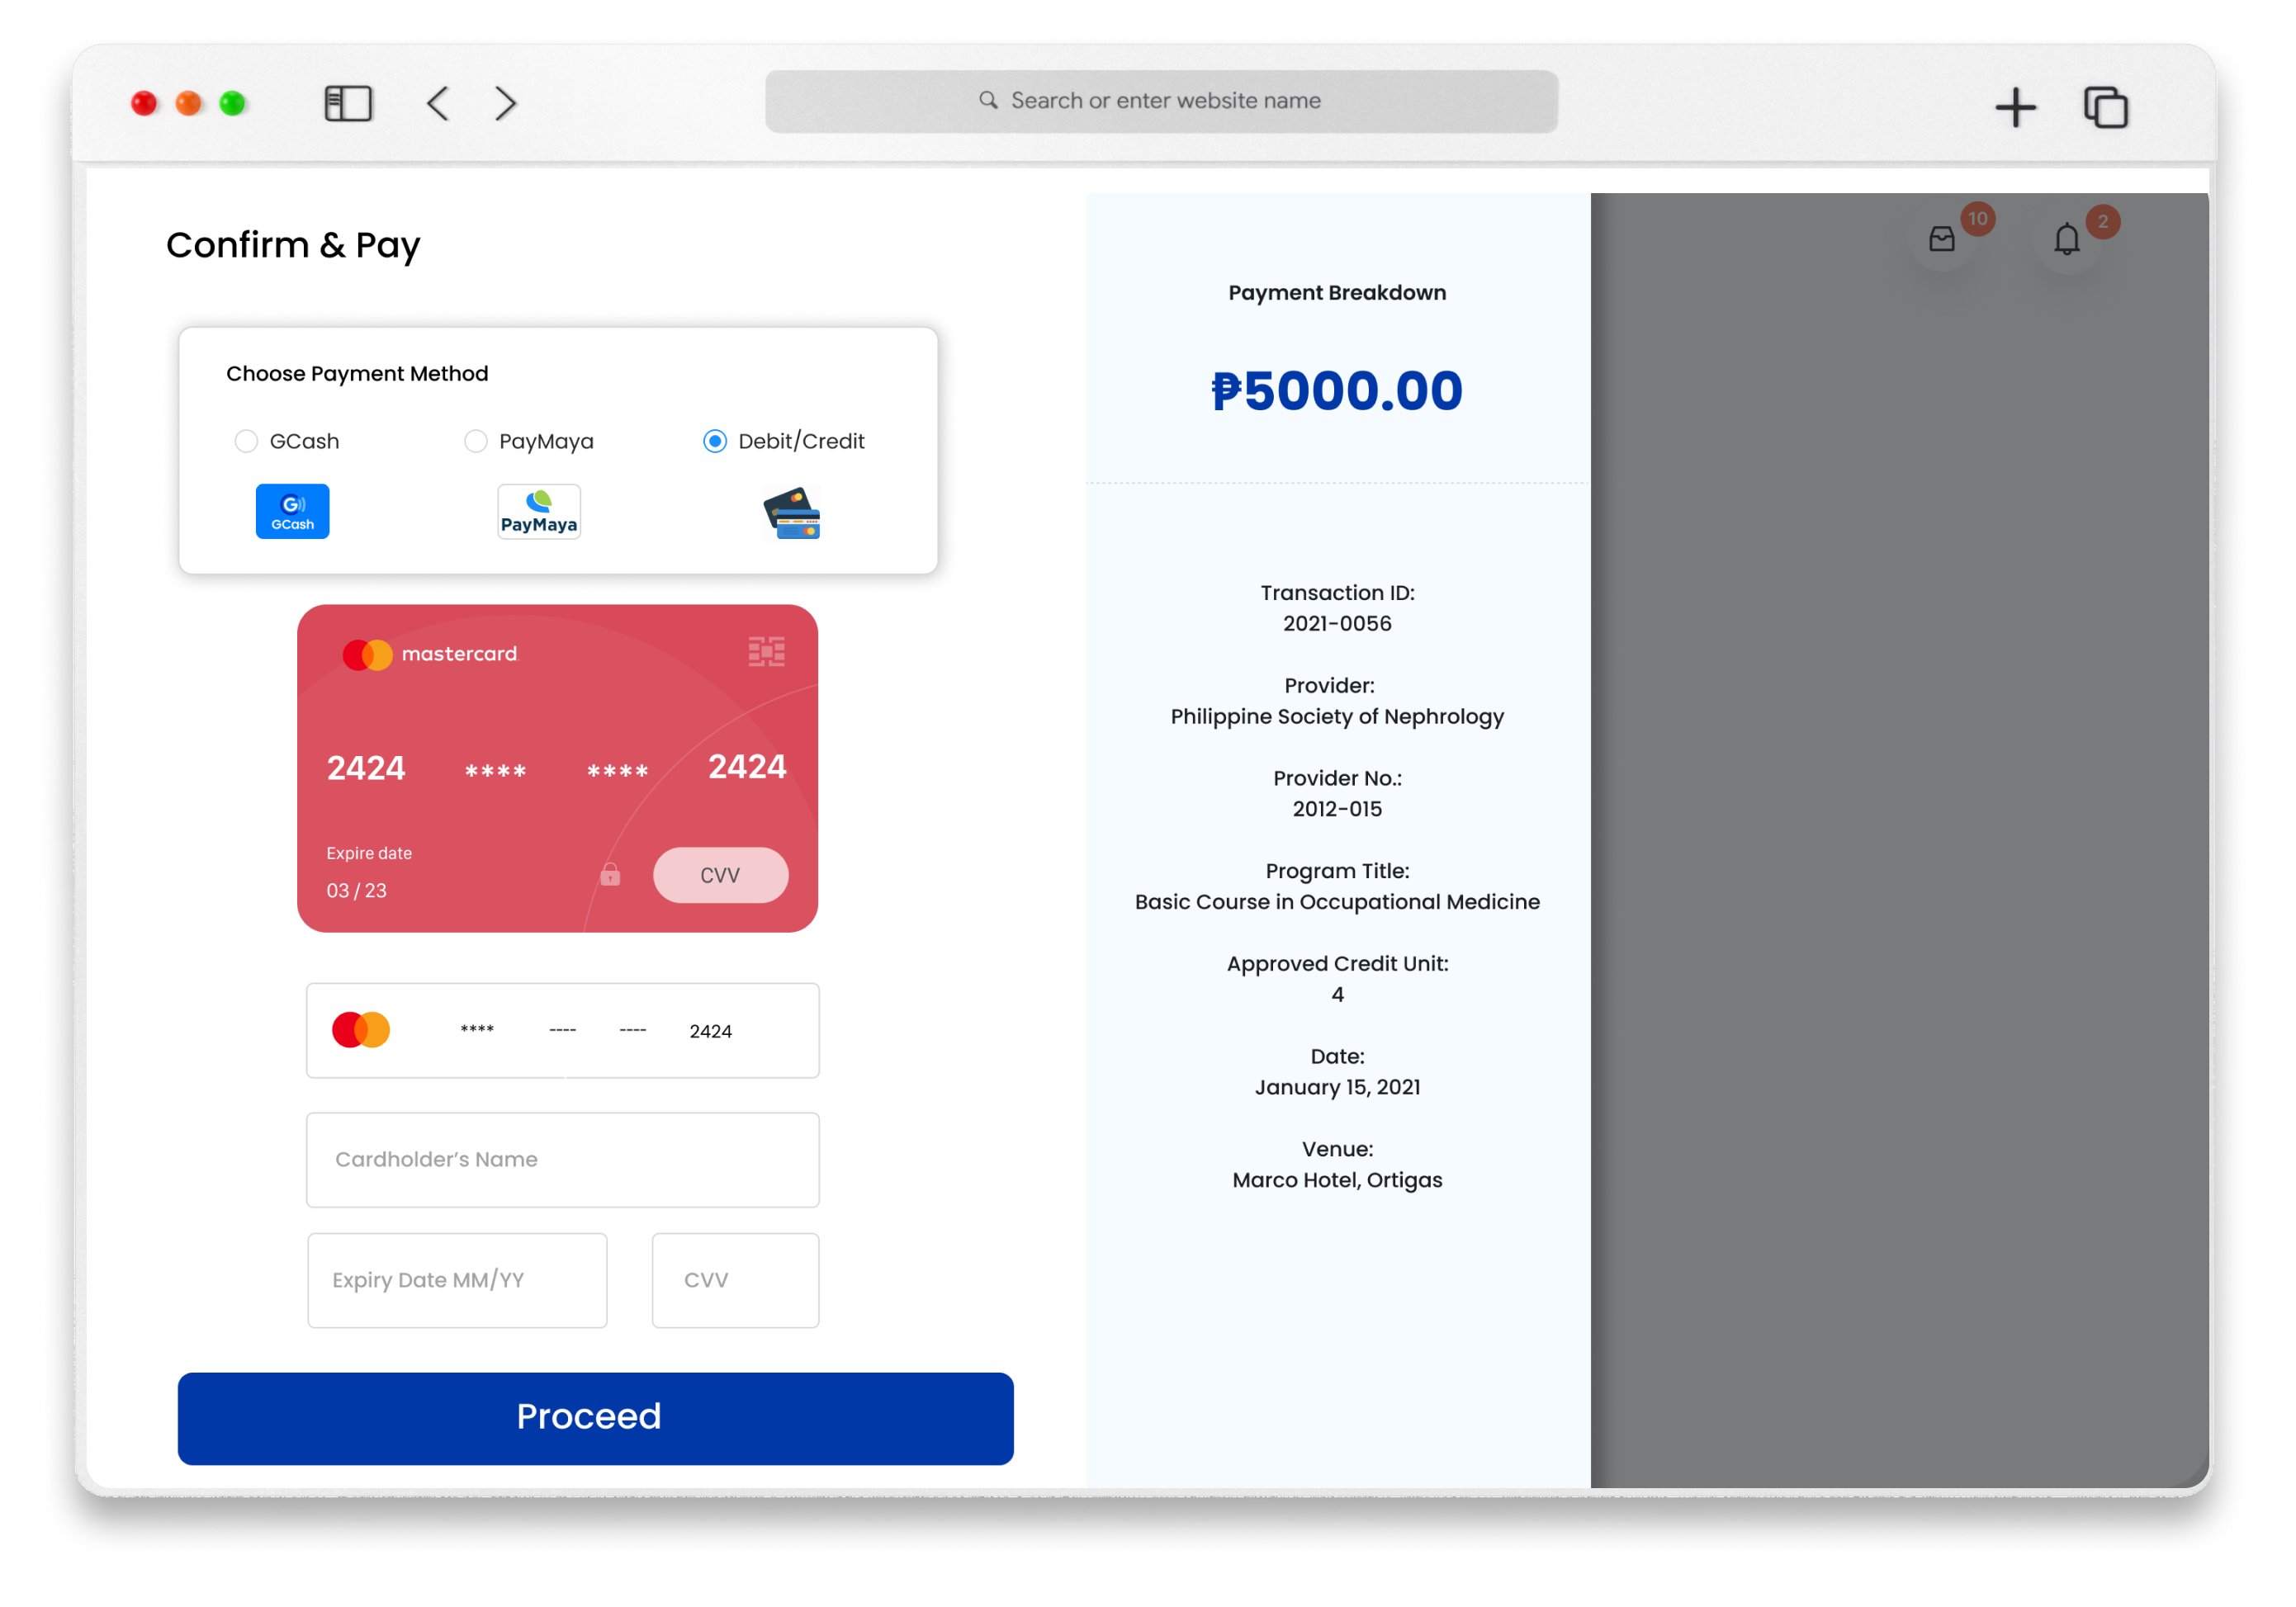 Search or enter website name
10
2
Confirm & Pay
Choose Payment Method
GCash
PayMaya
Debit/Credit
G
GCash
PayMaya
mastercard.
2424 **** **** 2424
Expire date
03 / 23
CVV
**** ---- ---- 2424
Cardholder’s Name
Expiry Date MM/YY
CVV
Proceed
Payment Breakdown
₱5000.00
Transaction ID:
2021-0056
Provider:
Philippine Society of Nephrology
Provider No.:
2012-015
Program Title:
Basic Course in Occupational Medicine
Approved Credit Unit:
4
Date:
January 15, 2021
Venue:
Marco Hotel, Ortigas